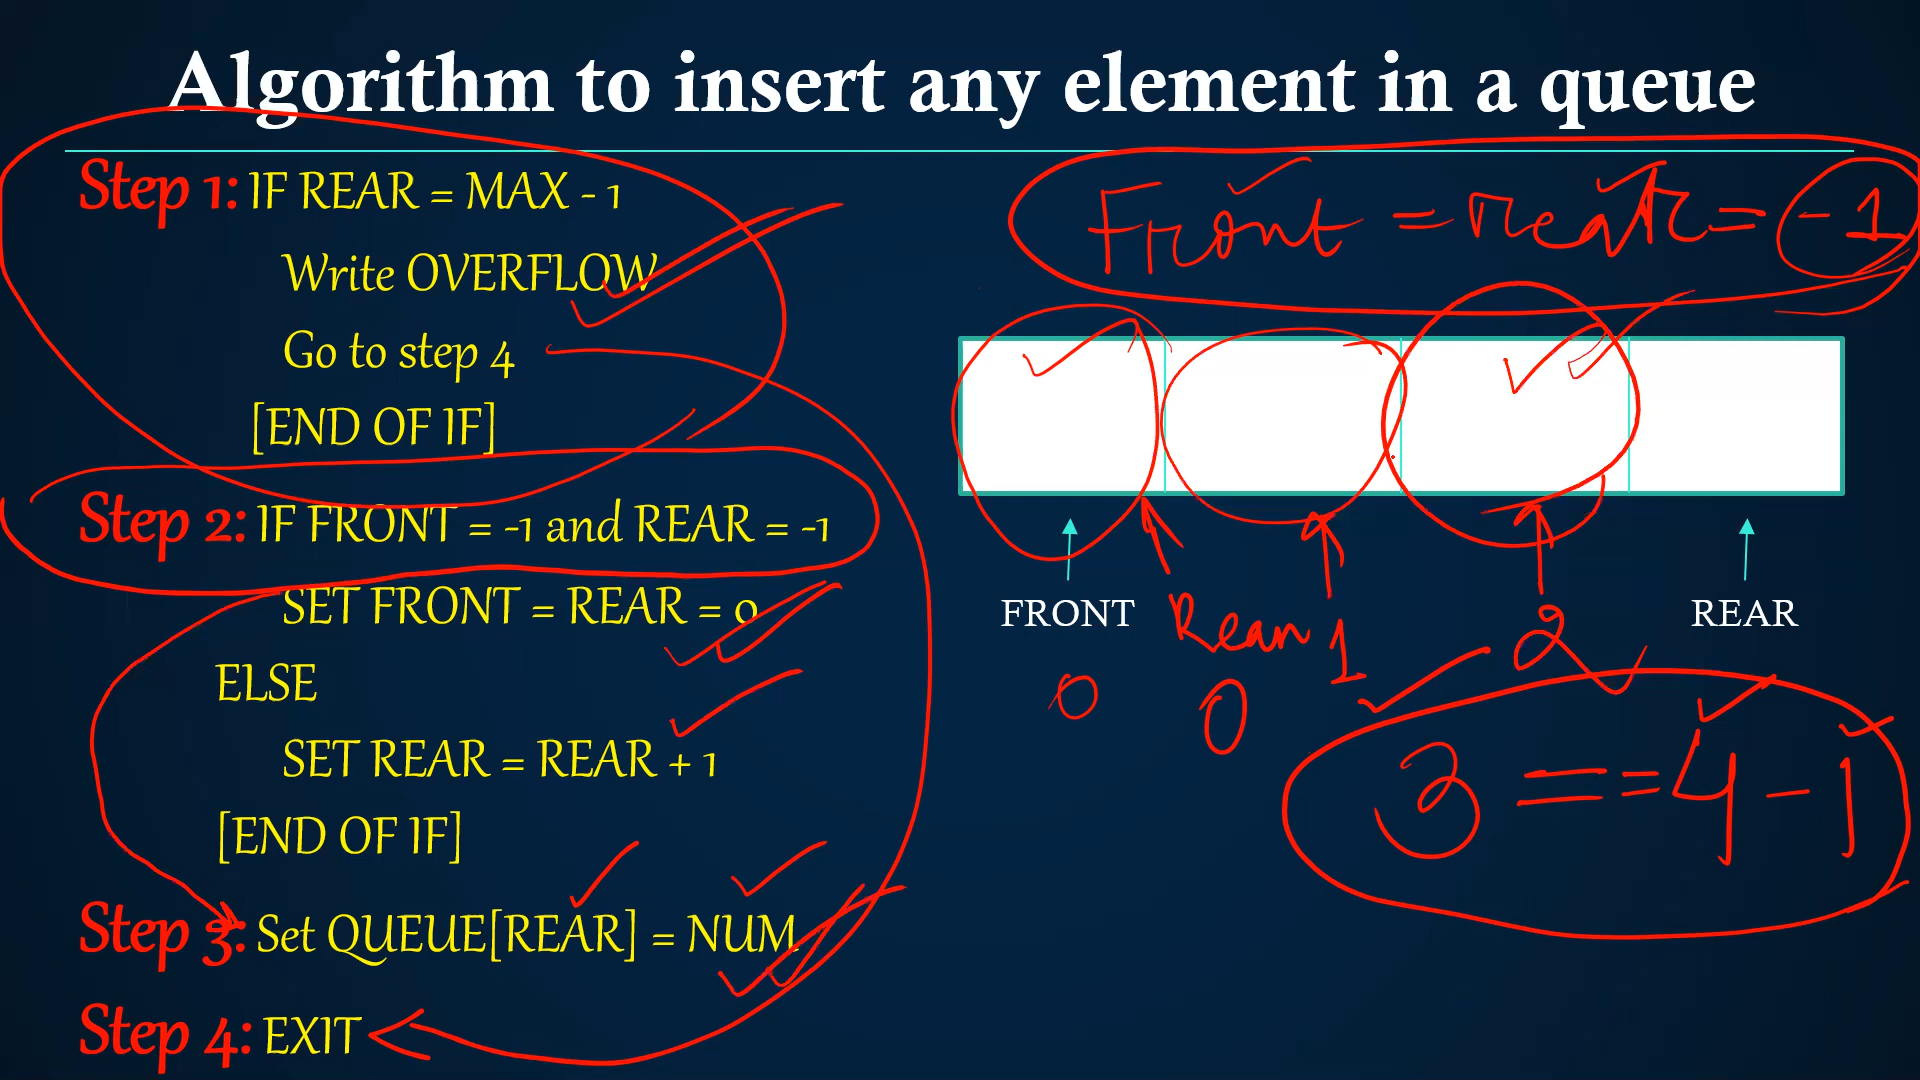 Algorithm to insert any element in a queue
Step 1: IF REAR = MAX - 1
Write OVERFLOW
Go to step 4
[END OF IF]
Step 2: IF FRONT = -1 and REAR = -1
SET FRONT = REAR = 0
ELSE
SET REAR = REAR + 1
[END OF IF]
Step 3: Set QUEUE[REAR] = NUM
Step 4: EXIT
Front = rear = -1
FRONT
Rear
1
2
REAR
0
0
3 == 4 - 1